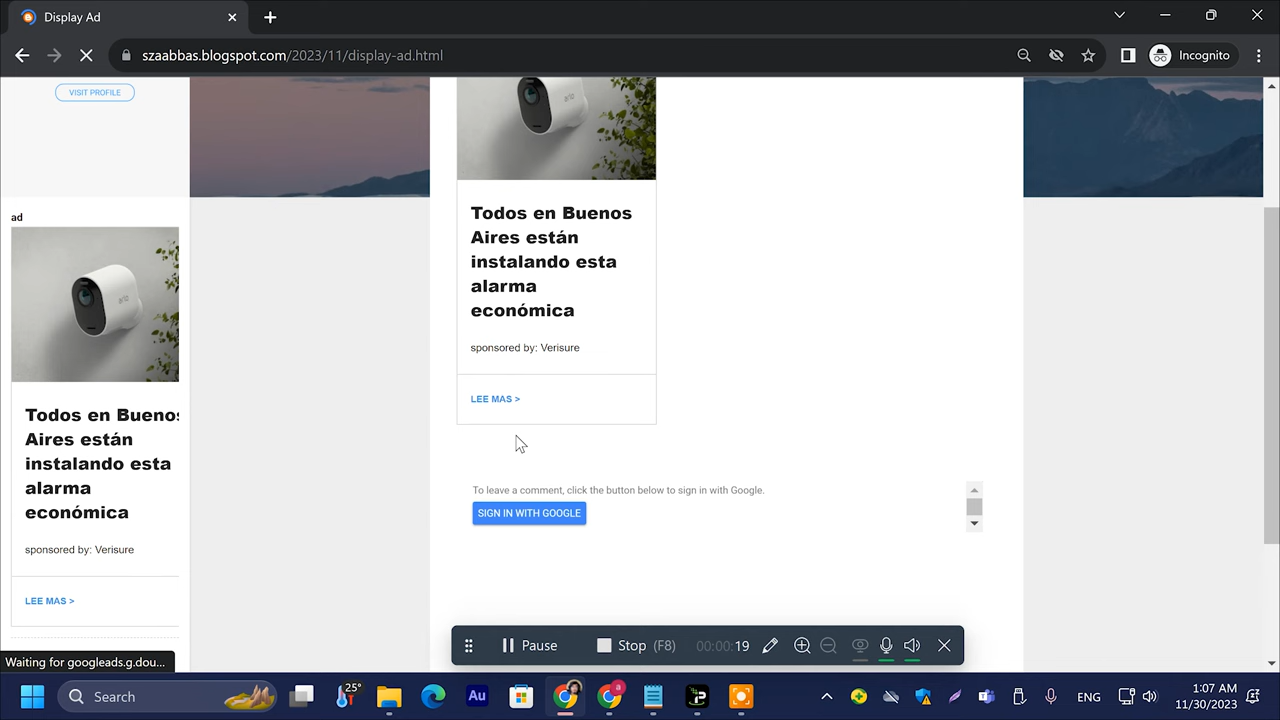 Display Ad
szaabbas.blogspot.com/2023/11/display-ad.html
Incognito
VISIT PROFILE
ad
Todos en Buenos
Aires están
instalando esta
alarma
económica
sponsored by: Verisure
LEE MAS >
Todos en Buenos
Aires están
instalando esta
alarma
económica
sponsored by: Verisure
LEE MAS >
To leave a comment, click the button below to sign in with Google.
SIGN IN WITH GOOGLE
Waiting for googleads.g.dou...
Pause
Stop (F8)
00:00:19
Search
25°
Au
a
ENG
1:07 AM
11/30/2023